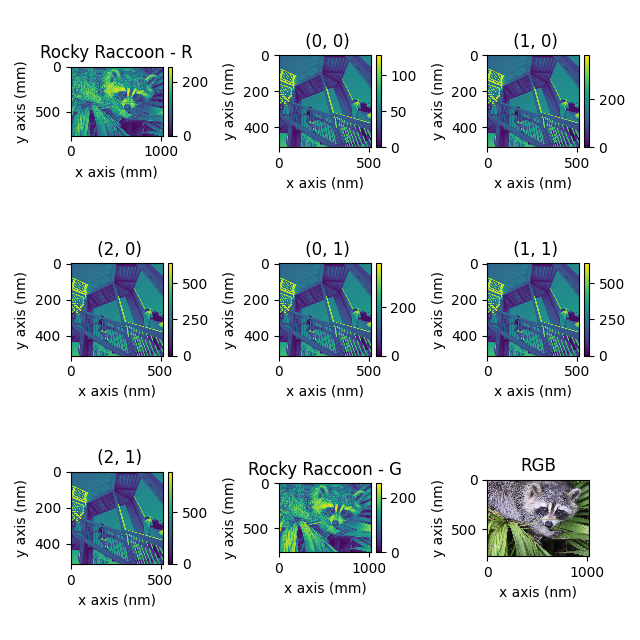 Rocky Raccoon - R
0
500
y axis (mm)
0 1000
x axis (mm)
200
0
(0, 0)
0
200
400
y axis (nm)
0 500
x axis (nm)
100
50
0
(1, 0)
0
200
400
y axis (nm)
0 500
x axis (nm)
200
0
(2, 0)
0
200
400
y axis (nm)
0 500
x axis (nm)
500
250
0
(0, 1)
0
200
400
y axis (nm)
0 500
x axis (nm)
200
0
(1, 1)
0
200
400
y axis (nm)
0 500
x axis (nm)
500
250
0
(2, 1)
0
200
400
y axis (nm)
0 500
x axis (nm)
500
0
Rocky Raccoon - G
0
500
y axis (mm)
0 1000
x axis (mm)
200
0
RGB
0
500
y axis (nm)
0 1000
x axis (nm)